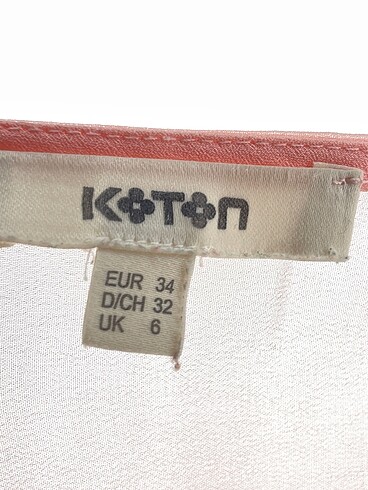 KOTON
EUR 34
D/CH 32
UK 6